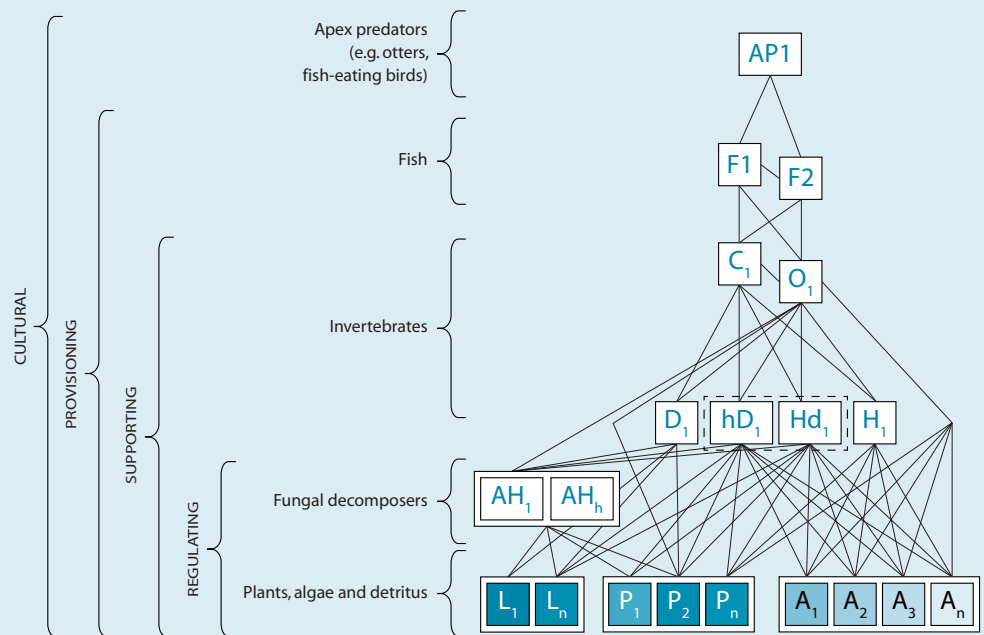 Apex predators
(e.g. otters,
fish-eating birds)
AP1
Fish
F1
F2
Invertebrates
C1
O1
D1
hD1
Hd1
H1
Fungal decomposers
AH1
AHh
Plants, algae and detritus
L1
Ln
P1
P2
Pn
A1
A2
A3
An
CULTURAL
PROVISIONING
SUPPORTING
REGULATING